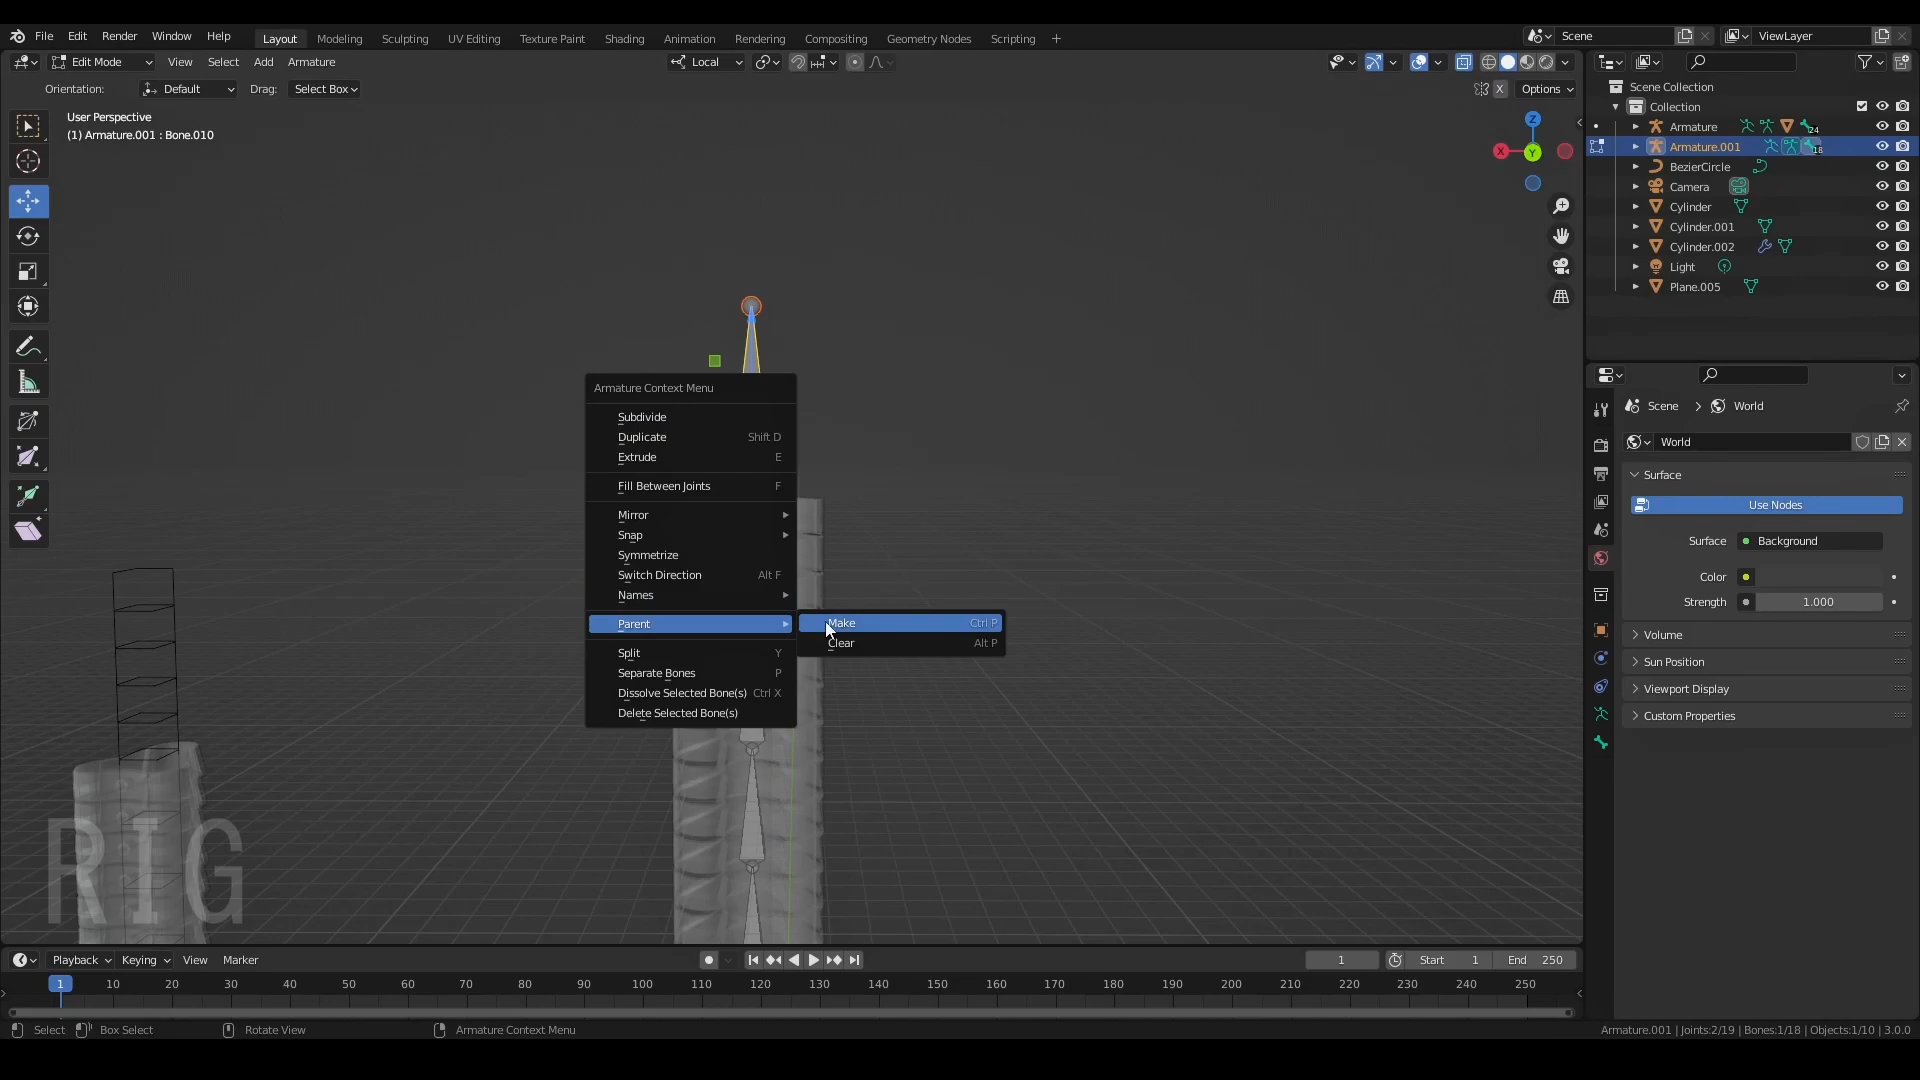 File Edit Render Window Help Layout Modeling Sculpting UV Editing Texture Paint Shading Animation Rendering Compositing Geometry Nodes Scripting + Scene ViewLayer
Edit Mode View Select Add Armature Local
Orientation: Default Drag: Select Box X Options
User Perspective
(1) Armature.001 : Bone.010
Z
X
Y
Scene Collection
Collection
Armature 24
Armature.001 18
BezierCircle
Camera
Cylinder
Cylinder.001
Cylinder.002
Light
Plane.005
Armature Context Menu
Subdivide
Duplicate Shift D
Extrude E
Fill Between Joints F
Mirror
Snap
Symmetrize
Switch Direction Alt F
Names
Parent
Make Ctrl P
Clear Alt P
Split Y
Separate Bones P
Dissolve Selected Bone(s) Ctrl X
Delete Selected Bone(s)
Scene > World
World
Surface
Use Nodes
Surface Background
Color
Strength 1.000
Volume
Sun Position
Viewport Display
Custom Properties
RIG
Playback Keying View Marker 1 Start 1 End 250
1 10 20 30 40 50 60 70 80 90 100 110 120 130 140 150 160 170 180 190 200 210 220 230 240 250
Select Box Select Rotate View Armature Context Menu Armature.001 | Joints:2/19 | Bones:1/18 | Objects:1/10 | 3.0.0